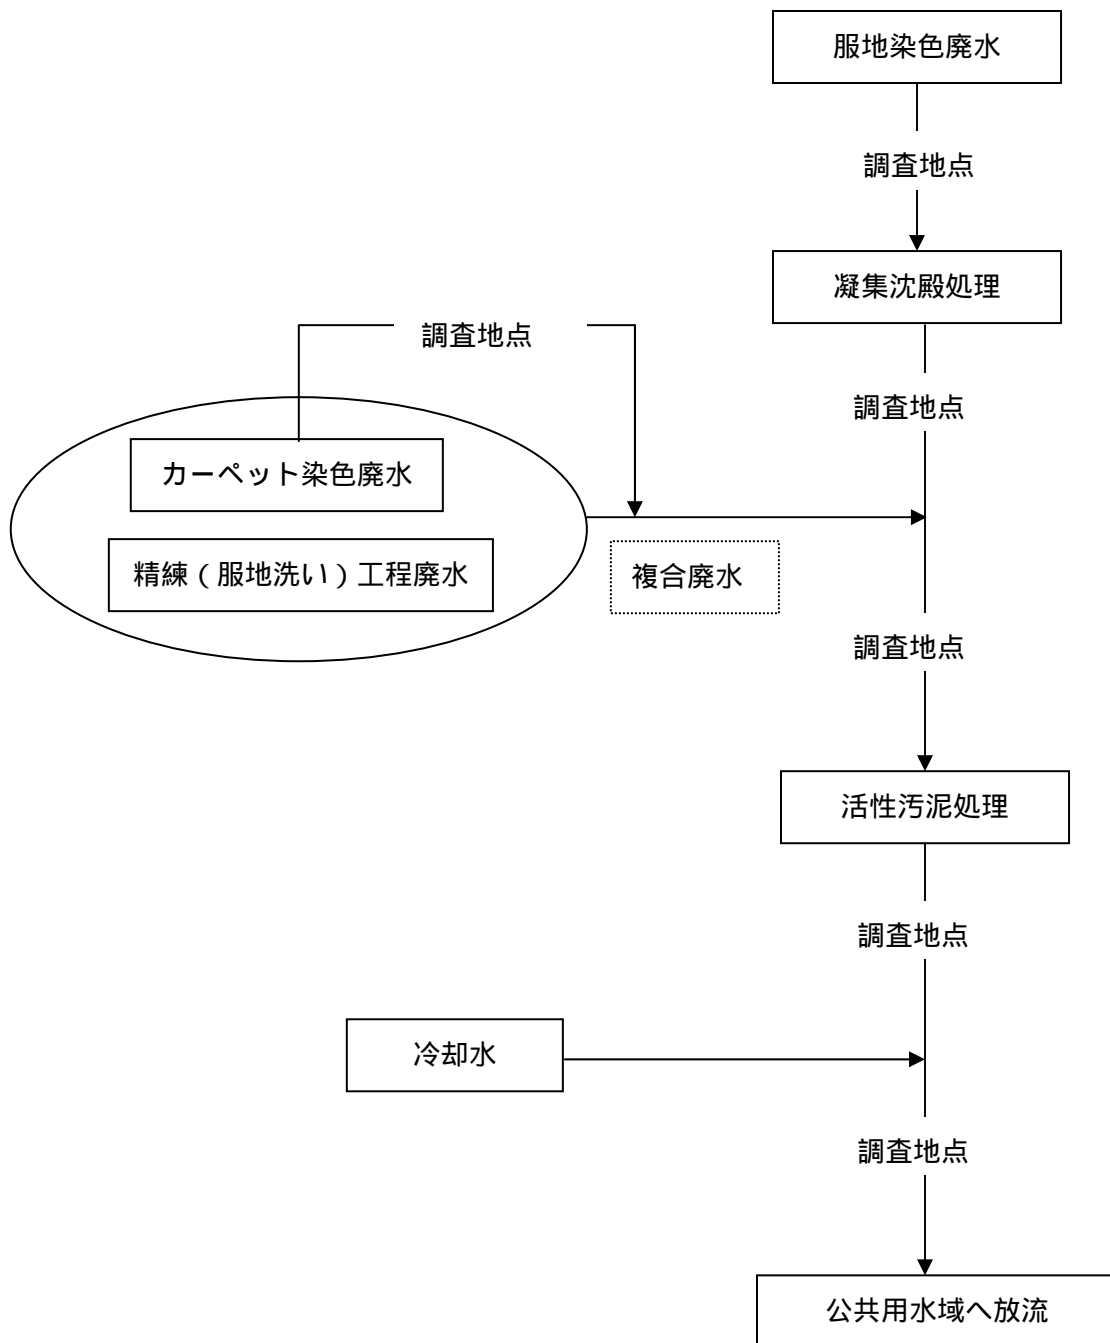 服地染色廃水
調査地点
凝集沈殿処理
調査地点
調査地点
カーペット染色廃水
精練（服地洗い）工程廃水
複合廃水
調査地点
活性汚泥処理
調査地点
冷却水
調査地点
公共用水域へ放流